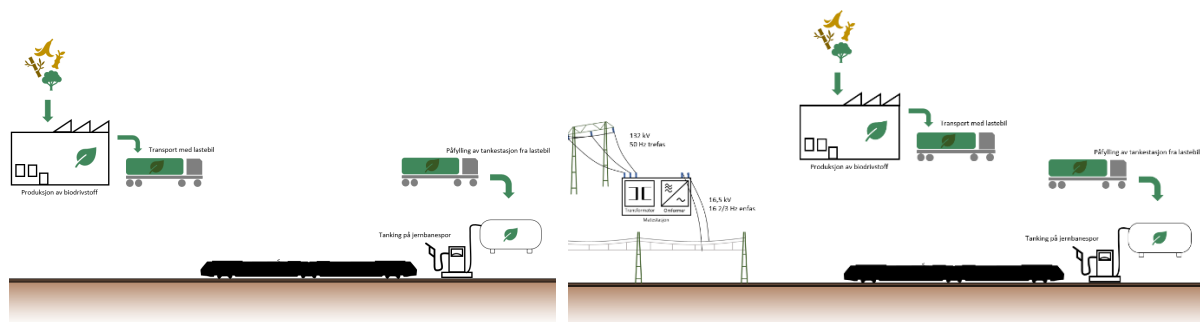 Transport med lastebil
Produksjon av biodrivstoff
Påfylling av tankestasjon fra lastebil
Tanking på jernbanespor
132 kV
50 Hz trefas
Transformator
Omformer
Matestasjon
16,5 kV
16 2/3 Hz enfas
Transport med lastebil
Produksjon av biodrivstoff
Påfylling av tankestasjon fra lastebil
Tanking på jernbanespor